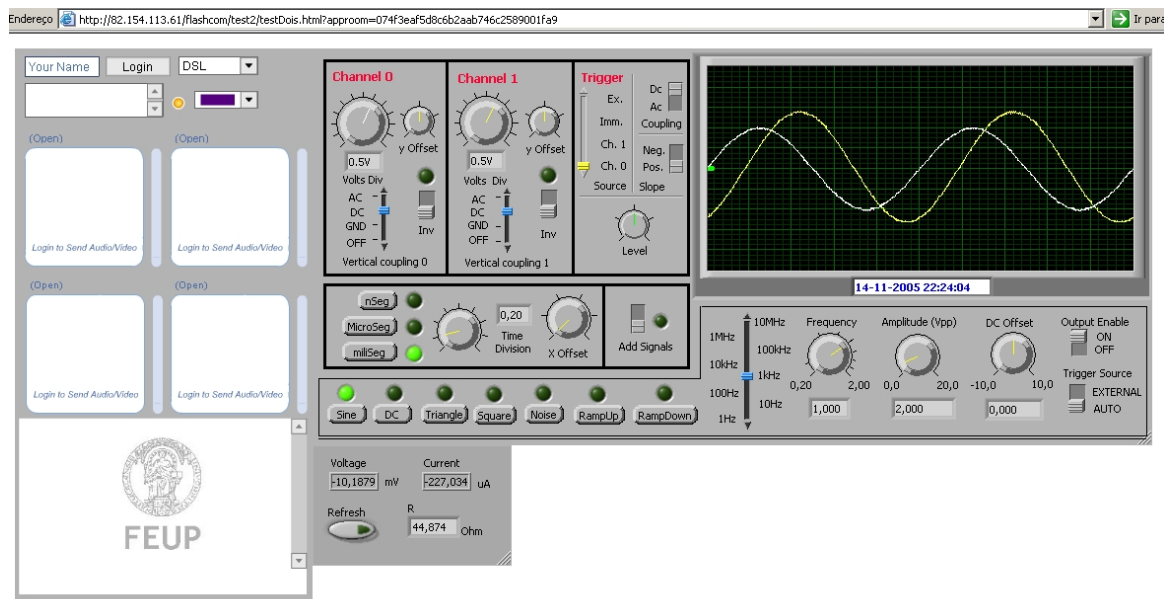 Endereço http://82.154.113.61/flashcom/test2/testDois.html?approom=074f3eaf5d8c6b2aab746c2589001fa9 Ir para
Your Name Login DSL
(Open) (Open)
Login to Send Audio/Video Login to Send Audio/Video
(Open) (Open)
Login to Send Audio/Video Login to Send Audio/Video
FEUP
Channel 0
y Offset
0.5V
Volts Div
AC
DC
GND
OFF
Inv
Vertical coupling 0
Channel 1
y Offset
0.5V
Volts Div
AC
DC
GND
OFF
Inv
Vertical coupling 1
Trigger
Ex.
Imm.
Ch. 1
Ch. 0
Source
Dc
Ac
Coupling
Neg.
Pos.
Slope
Level
14-11-2005 22:24:04
nSeg
MicroSeg
miliSeg
0,20
Time
Division
X Offset
Add Signals
Sine DC Triangle Square Noise RampUp RampDown
10MHz
1MHz
100kHz
10kHz
1kHz
100Hz
10Hz
1Hz
Frequency
0,20 2,00
1,000
Amplitude (Vpp)
0,0 20,0
2,000
DC Offset
-10,0 10,0
0,000
Output Enable
ON
OFF
Trigger Source
EXTERNAL
AUTO
Voltage Current
-10,1879 mV -227,034 uA
Refresh R
44,874 Ohm